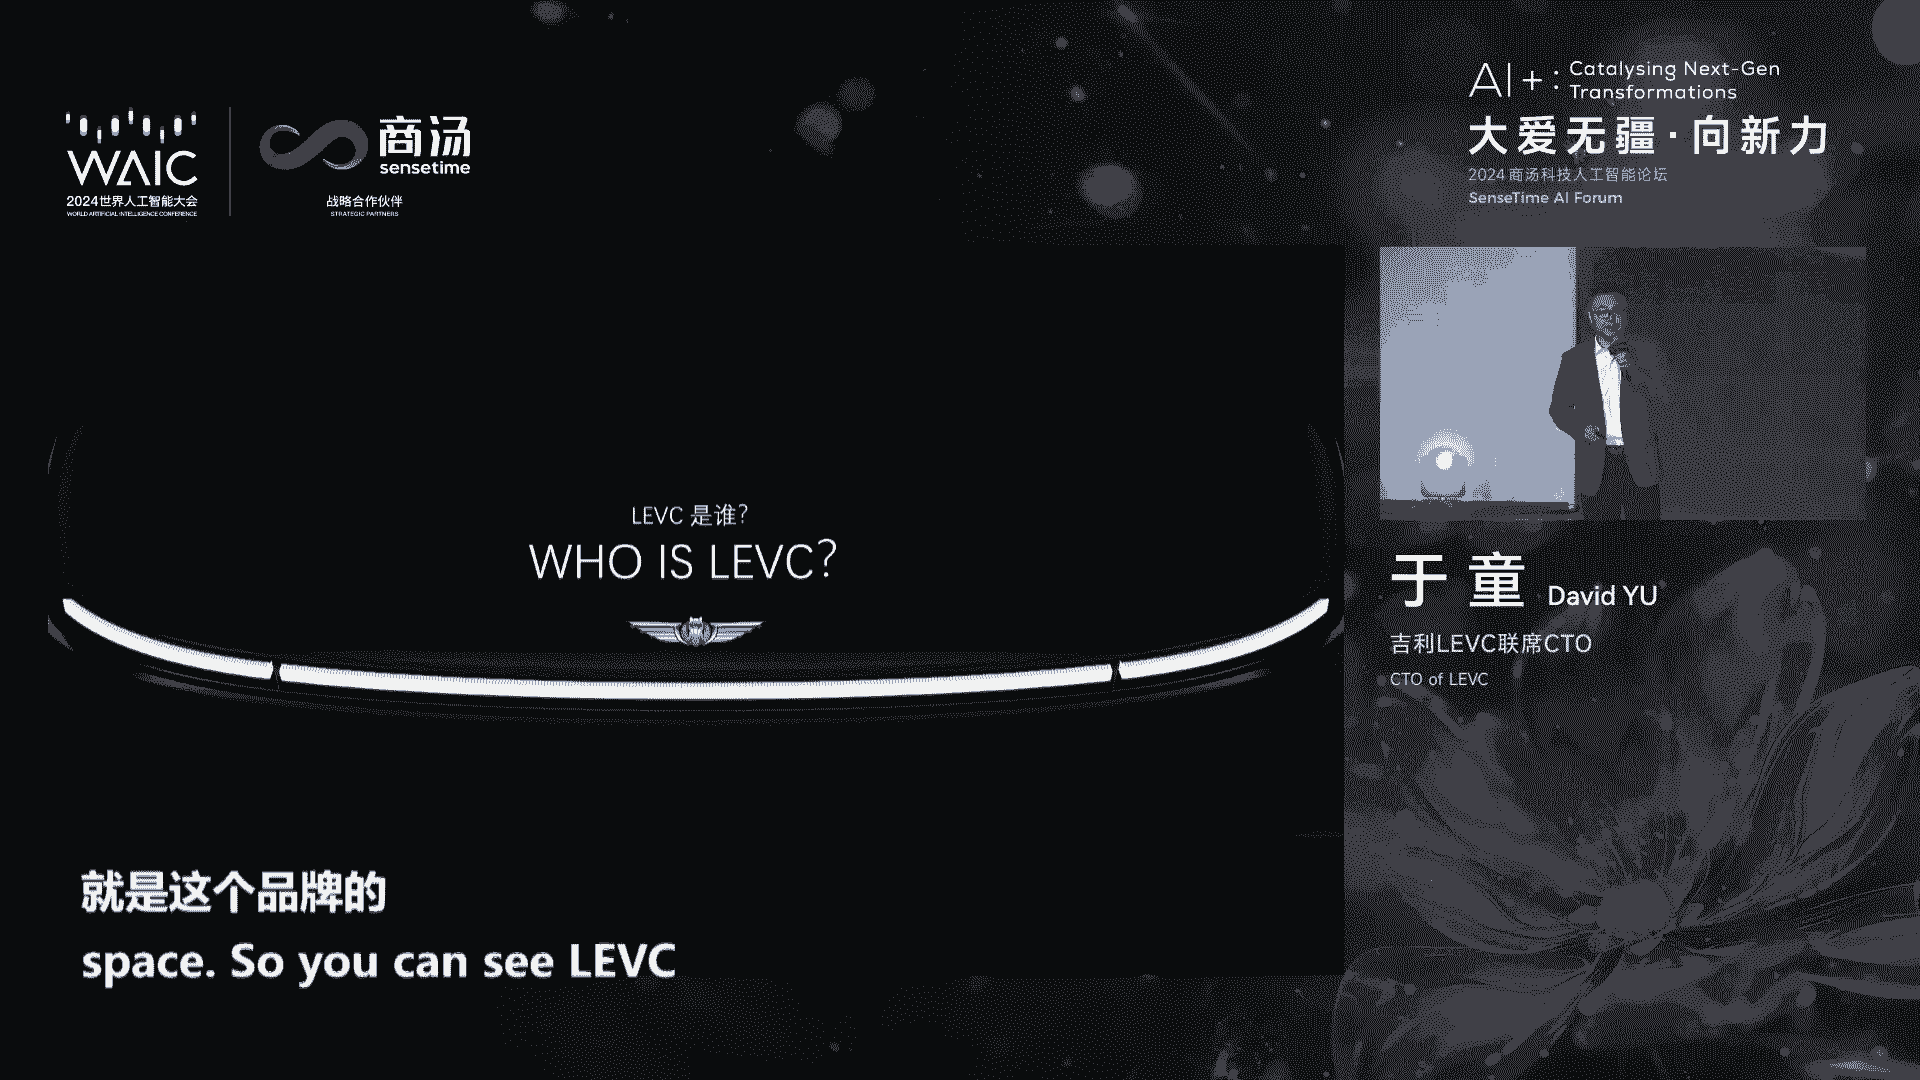 WAIC
2024世界人工智能大会
WORLD ARTIFICIAL INTELLIGENCE CONFERENCE
商汤
sensetime
战略合作伙伴
STRATEGIC PARTNERS
AI+: Catalysing Next-Gen
Transformations
大爱无疆·向新力
2024 商汤科技人工智能论坛
SenseTime AI Forum
LEVC 是谁?
WHO IS LEVC?
于童 David YU
吉利LEVC联席CTO
CTO of LEVC
就是这个品牌的
space. So you can see LEVC